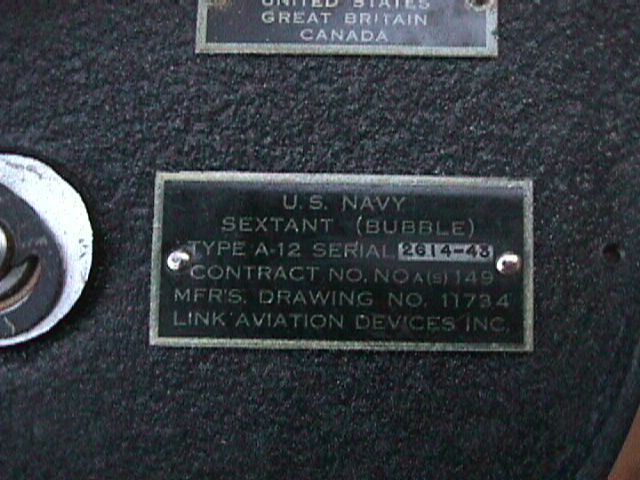 UNITED STATES
GREAT BRITAIN
CANADA
U.S. NAVY
SEXTANT (BUBBLE)
TYPE A-12 SERIAL 2614-43
CONTRACT NO. NOA(S) 149
MFR'S. DRAWING NO. 11734
LINK AVIATION DEVICES INC.